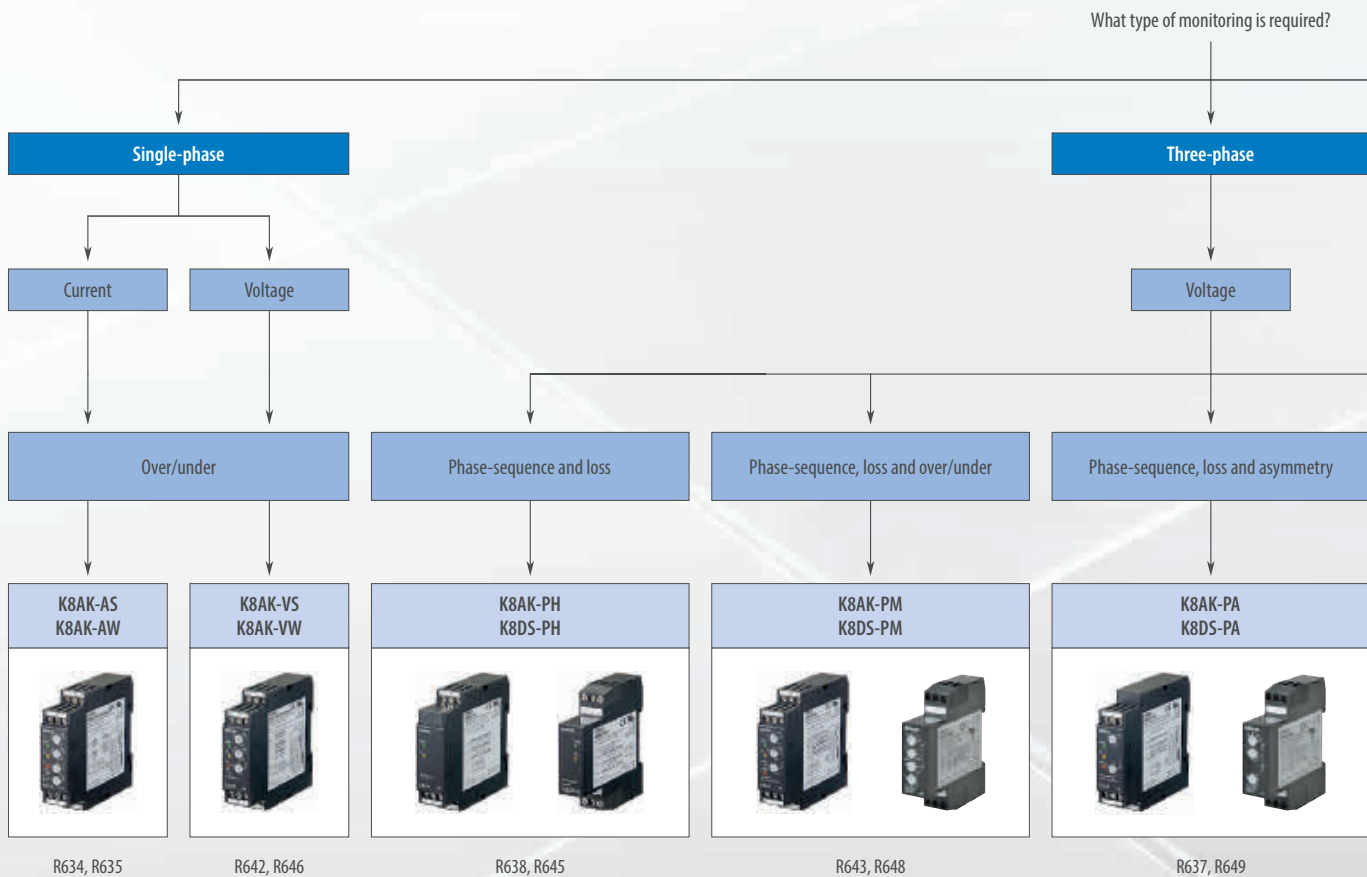 What type of monitoring is required?
Single-phase
Three-phase
Current
Voltage
Voltage
Over/under
Phase-sequence and loss
Phase-sequence, loss and over/under
Phase-sequence, loss and asymmetry
K8AK-AS
K8AK-AW
K8AK-VS
K8AK-VW
K8AK-PH
K8DS-PH
K8AK-PM
K8DS-PM
K8AK-PA
K8DS-PA
R634, R635
R642, R646
R638, R645
R643, R648
R637, R649